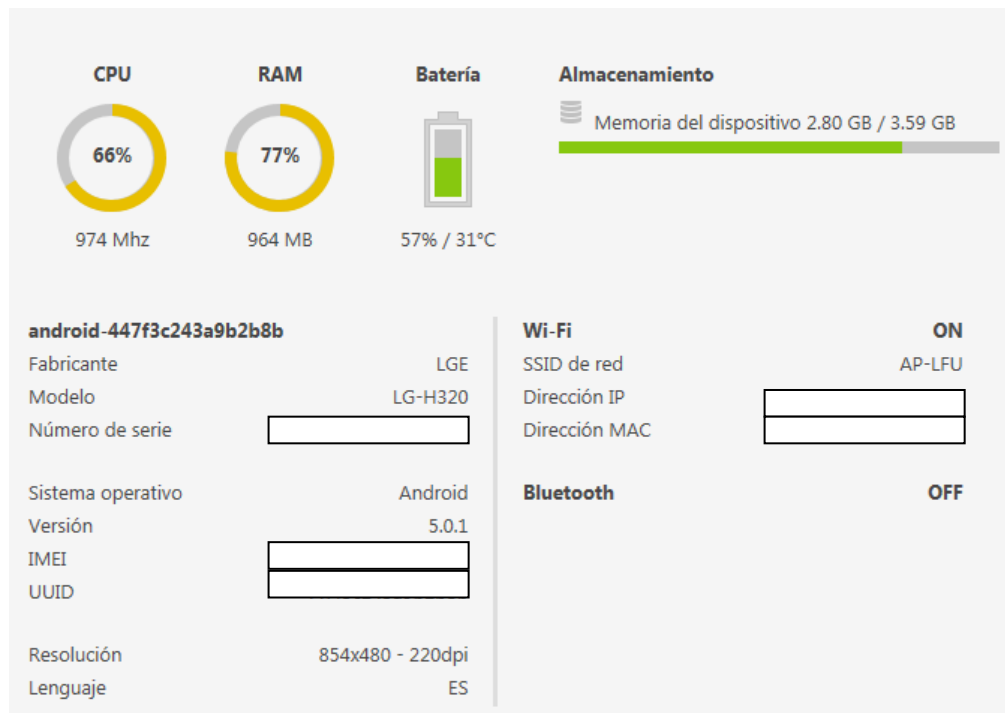 CPU RAM Batería Almacenamiento
Memoria del dispositivo 2.80 GB / 3.59 GB
66% 77%
974 Mhz 964 MB 57% / 31°C
android-447f3c243a9b2b8b
Fabricante LGE
Modelo LG-H320
Número de serie
Sistema operativo Android
Versión 5.0.1
IMEI
UUID
Resolución 854x480 - 220dpi
Lenguaje ES
Wi-Fi ON
SSID de red AP-LFU
Dirección IP
Dirección MAC
Bluetooth OFF